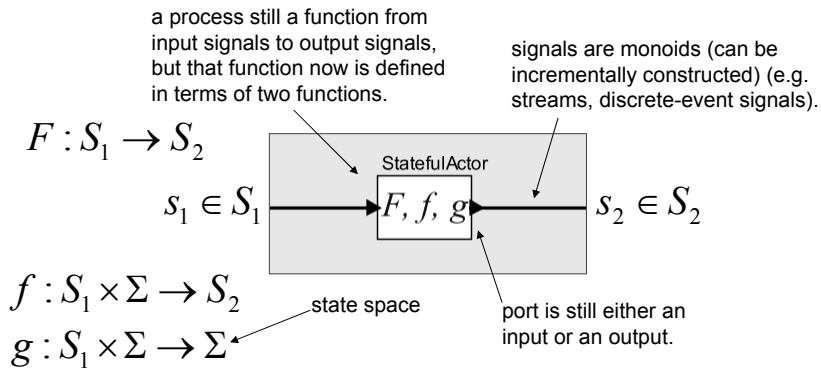 a process still a function from
input signals to output signals,
but that function now is defined
in terms of two functions.
signals are monoids (can be
incrementally constructed) (e.g.
streams, discrete-event signals).
F : S₁ → S₂
StatefulActor
s₁ ∈ S₁
F, f, g
s₂ ∈ S₂
f : S₁ × Σ → S₂
g : S₁ × Σ → Σ
state space
port is still either an
input or an output.